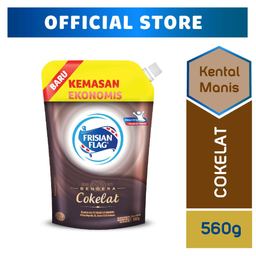 OFFICIAL STORE
BARU
KEMASAN
EKONOMIS
FRISIAN
FLAG
BENDERA
Cokelat
Kental
Manis
COKELAT
560g